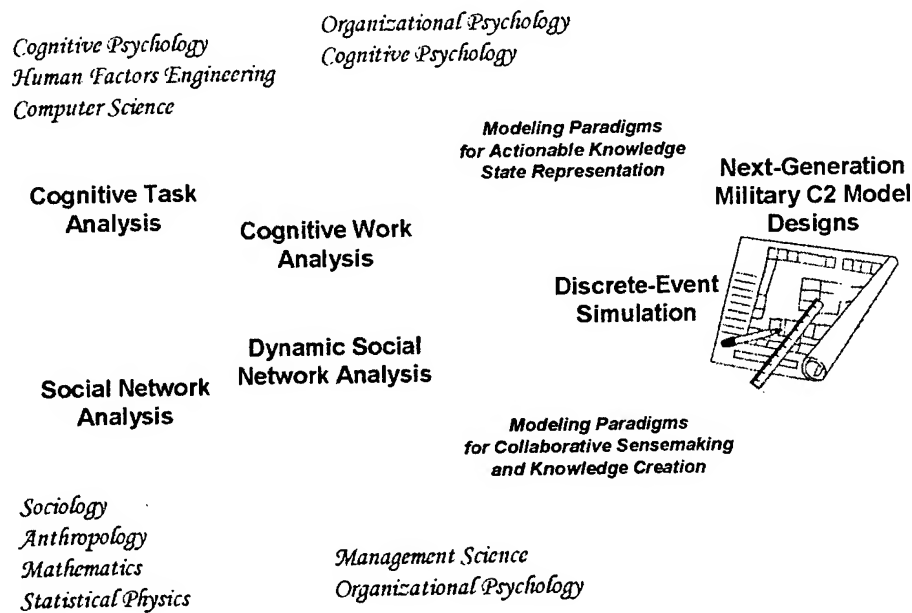 Organizational Psychology
Cognitive Psychology
Cognitive Psychology
Human Factors Engineering
Computer Science
Modeling Paradigms
for Actionable Knowledge
State Representation
Next-Generation
Military C2 Model
Designs
Cognitive Task
Analysis
Cognitive Work
Analysis
Discrete-Event
Simulation
Dynamic Social
Network Analysis
Social Network
Analysis
Modeling Paradigms
for Collaborative Sensemaking
and Knowledge Creation
Sociology
Anthropology
Mathematics
Statistical Physics
Management Science
Organizational Psychology